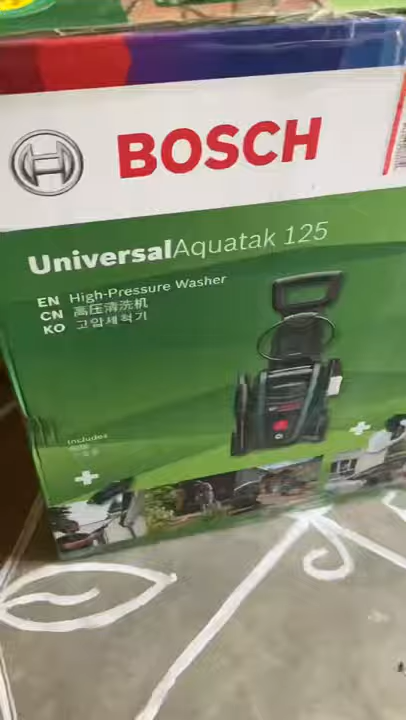 BOSCH
UniversalAquatak 125
EN High-Pressure Washer
CN 高压清洗机
KO 고압세척기
Includes